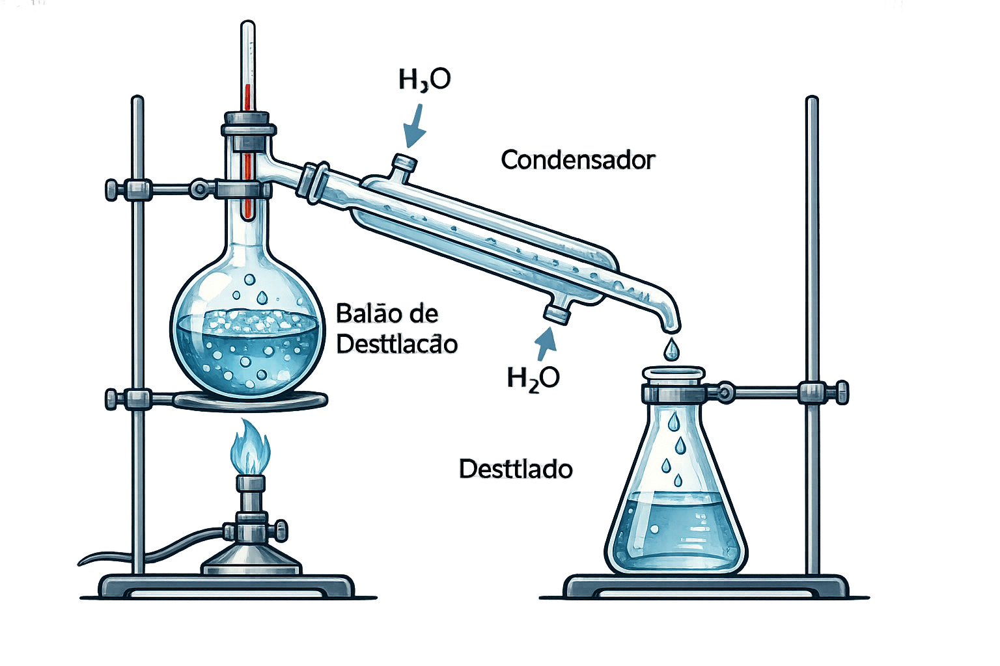 H₃O
Condensador
Balão de
Desttlacão
H₂O
Desttlado